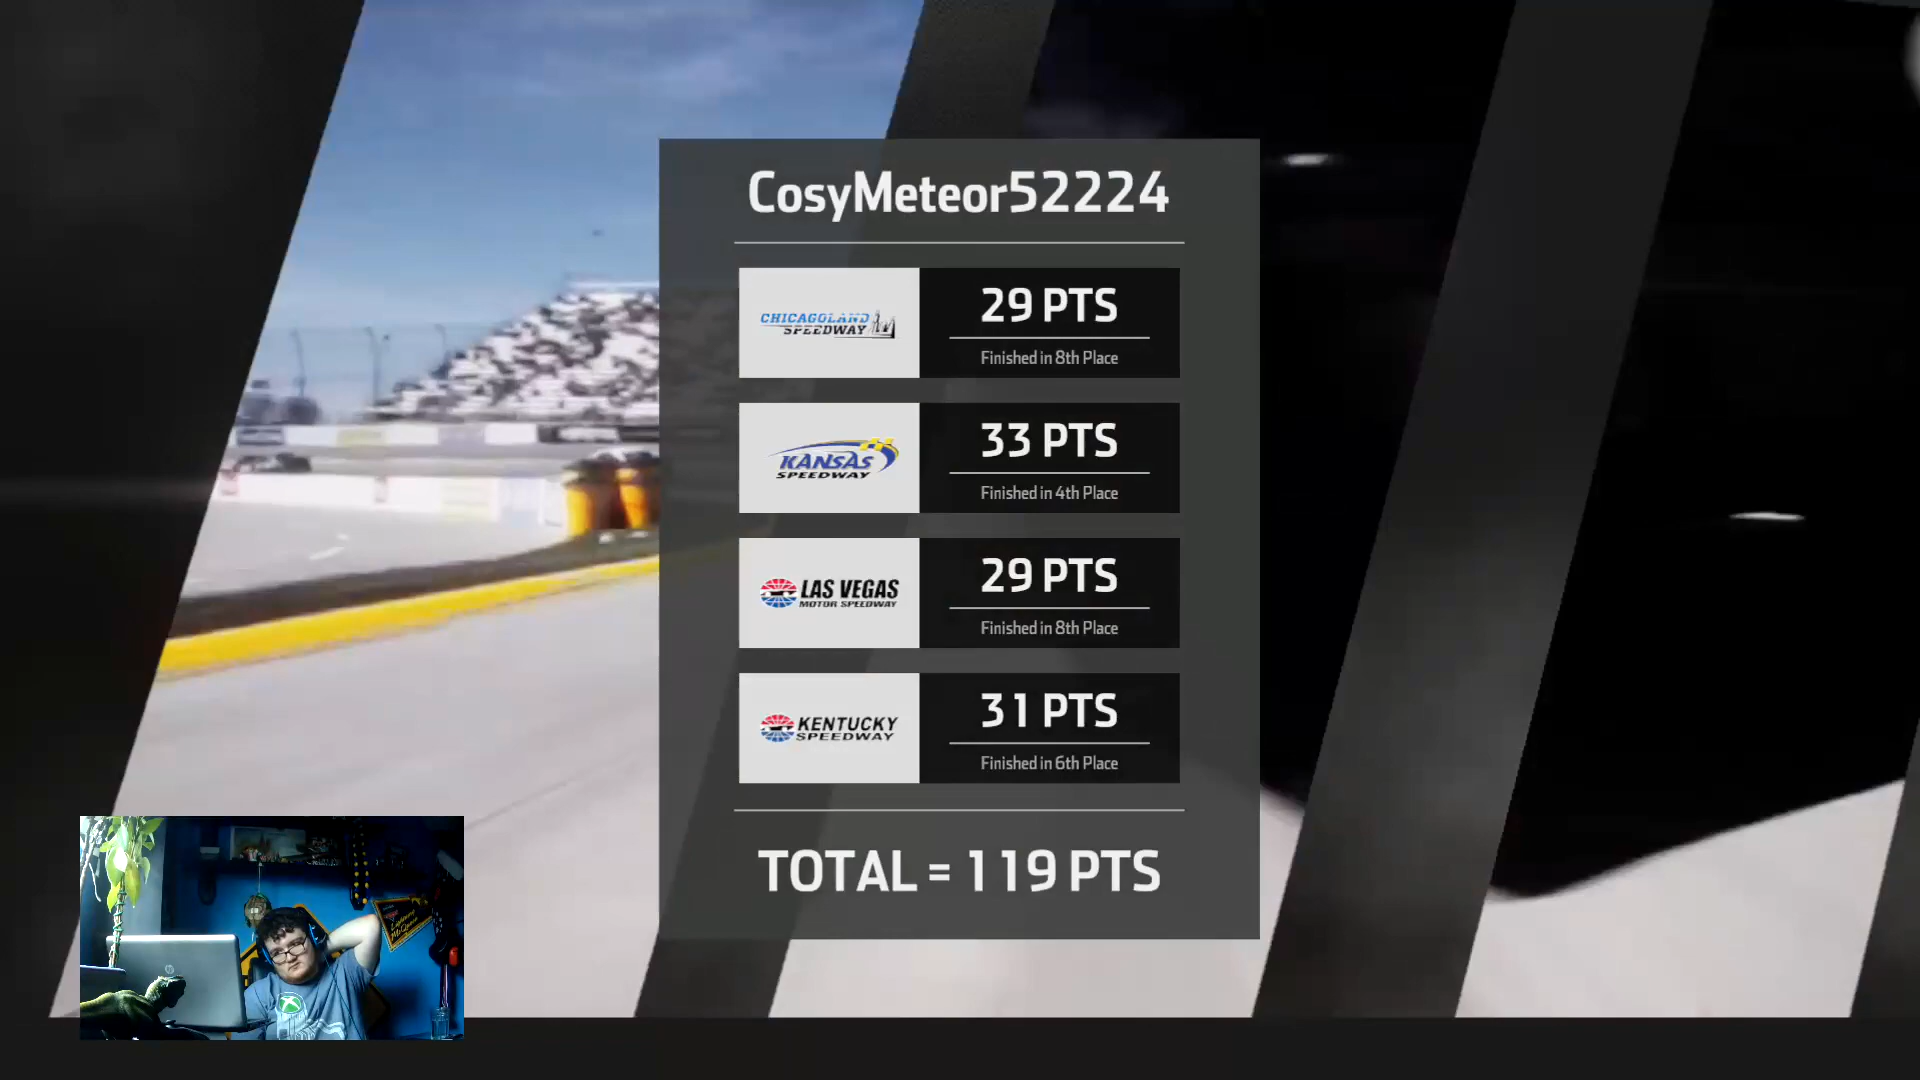 CosyMeteor52224
CHICAGOLAND
SPEEDWAY
29 PTS
Finished in 8th Place
KANSAS
SPEEDWAY
33 PTS
Finished in 4th Place
LAS VEGAS
MOTOR SPEEDWAY
29 PTS
Finished in 8th Place
KENTUCKY
SPEEDWAY
31 PTS
Finished in 6th Place
TOTAL = 119 PTS
Lightning
McQueen